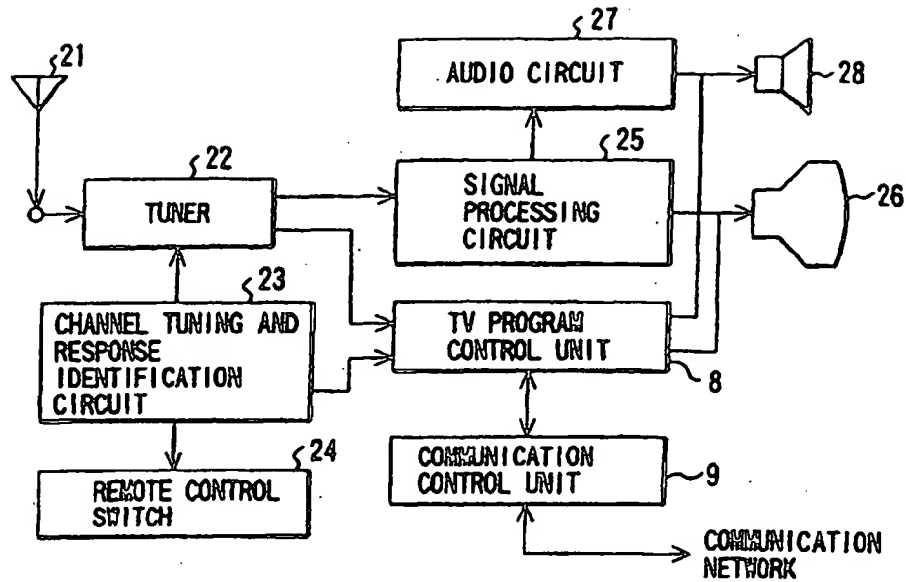 21
27
AUDIO CIRCUIT
28
22
TUNER
25
SIGNAL
PROCESSING
CIRCUIT
26
23
CHANNEL TUNING AND
RESPONSE
IDENTIFICATION
CIRCUIT
TV PROGRAM
CONTROL UNIT
8
24
REMOTE CONTROL
SWITCH
COMMUNICATION
CONTROL UNIT
9
COMMUNICATION
NETWORK